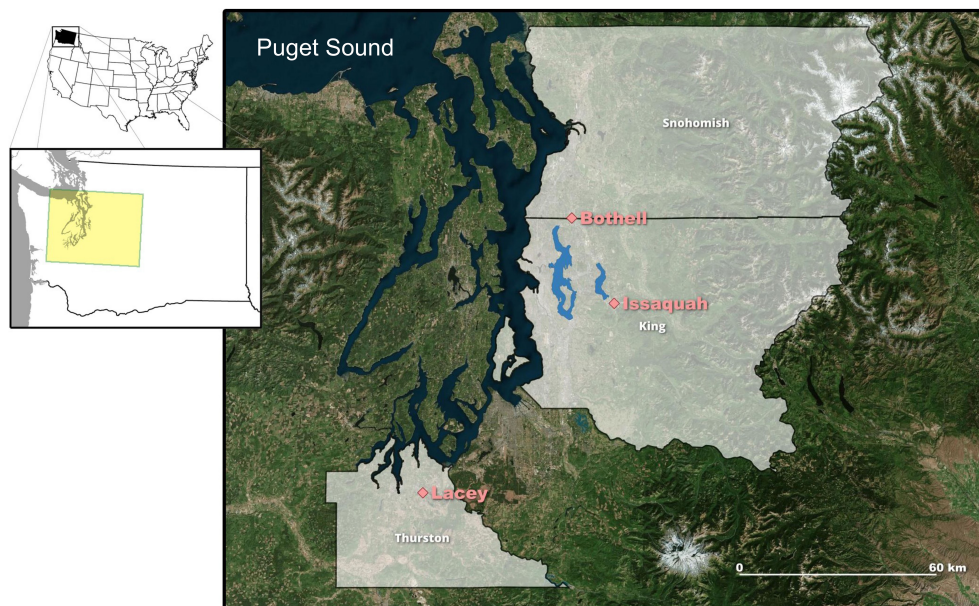 Puget Sound
Snohomish
Bothell
Issaquah
King
Lacey
Thurston
0 60 km